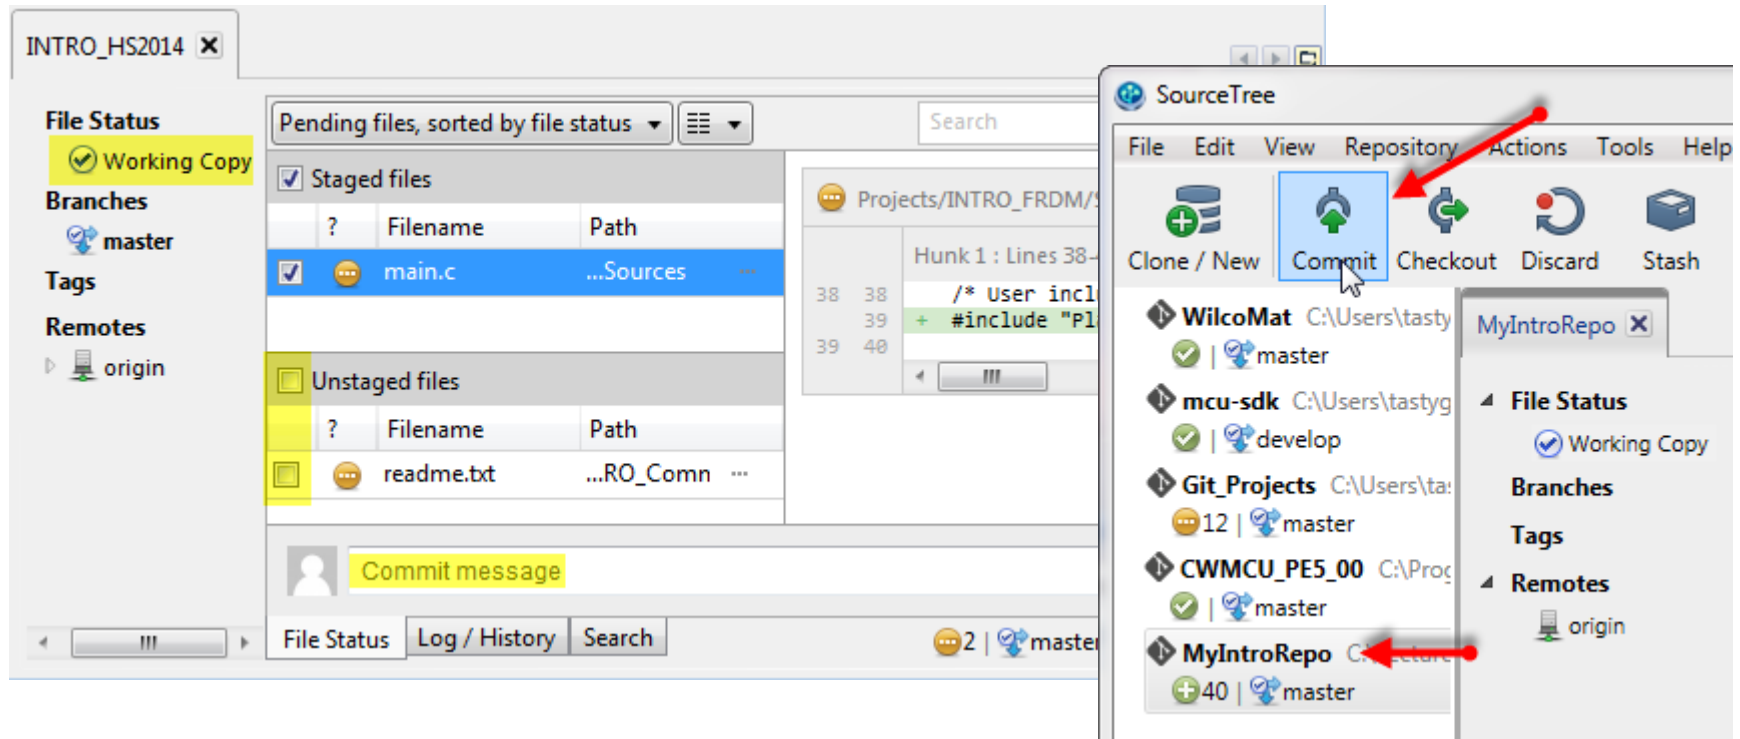 INTRO_HS2014
File Status
Working Copy
Branches
master
Tags
Remotes
origin
Pending files, sorted by file status
Search
Staged files
? Filename Path
main.c ...Sources ...
Unstaged files
? Filename Path
readme.txt ...RO_Comn ...
Projects/INTRO_FRDM/
Hunk 1 : Lines 38-
38 38 /* User incl
39 + #include "Pl
39 40
Commit message
File Status Log / History Search
2 | master
SourceTree
File Edit View Repository Actions Tools Help
Clone / New Commit Checkout Discard Stash
WilcoMat C:\Users\tasty
| master
mcu-sdk C:\Users\tastyg
| develop
Git_Projects C:\Users\ta
12 | master
CWMCU_PE5_00 C:\Prog
| master
MyIntroRepo
40 | master
MyIntroRepo
File Status
Working Copy
Branches
Tags
Remotes
origin